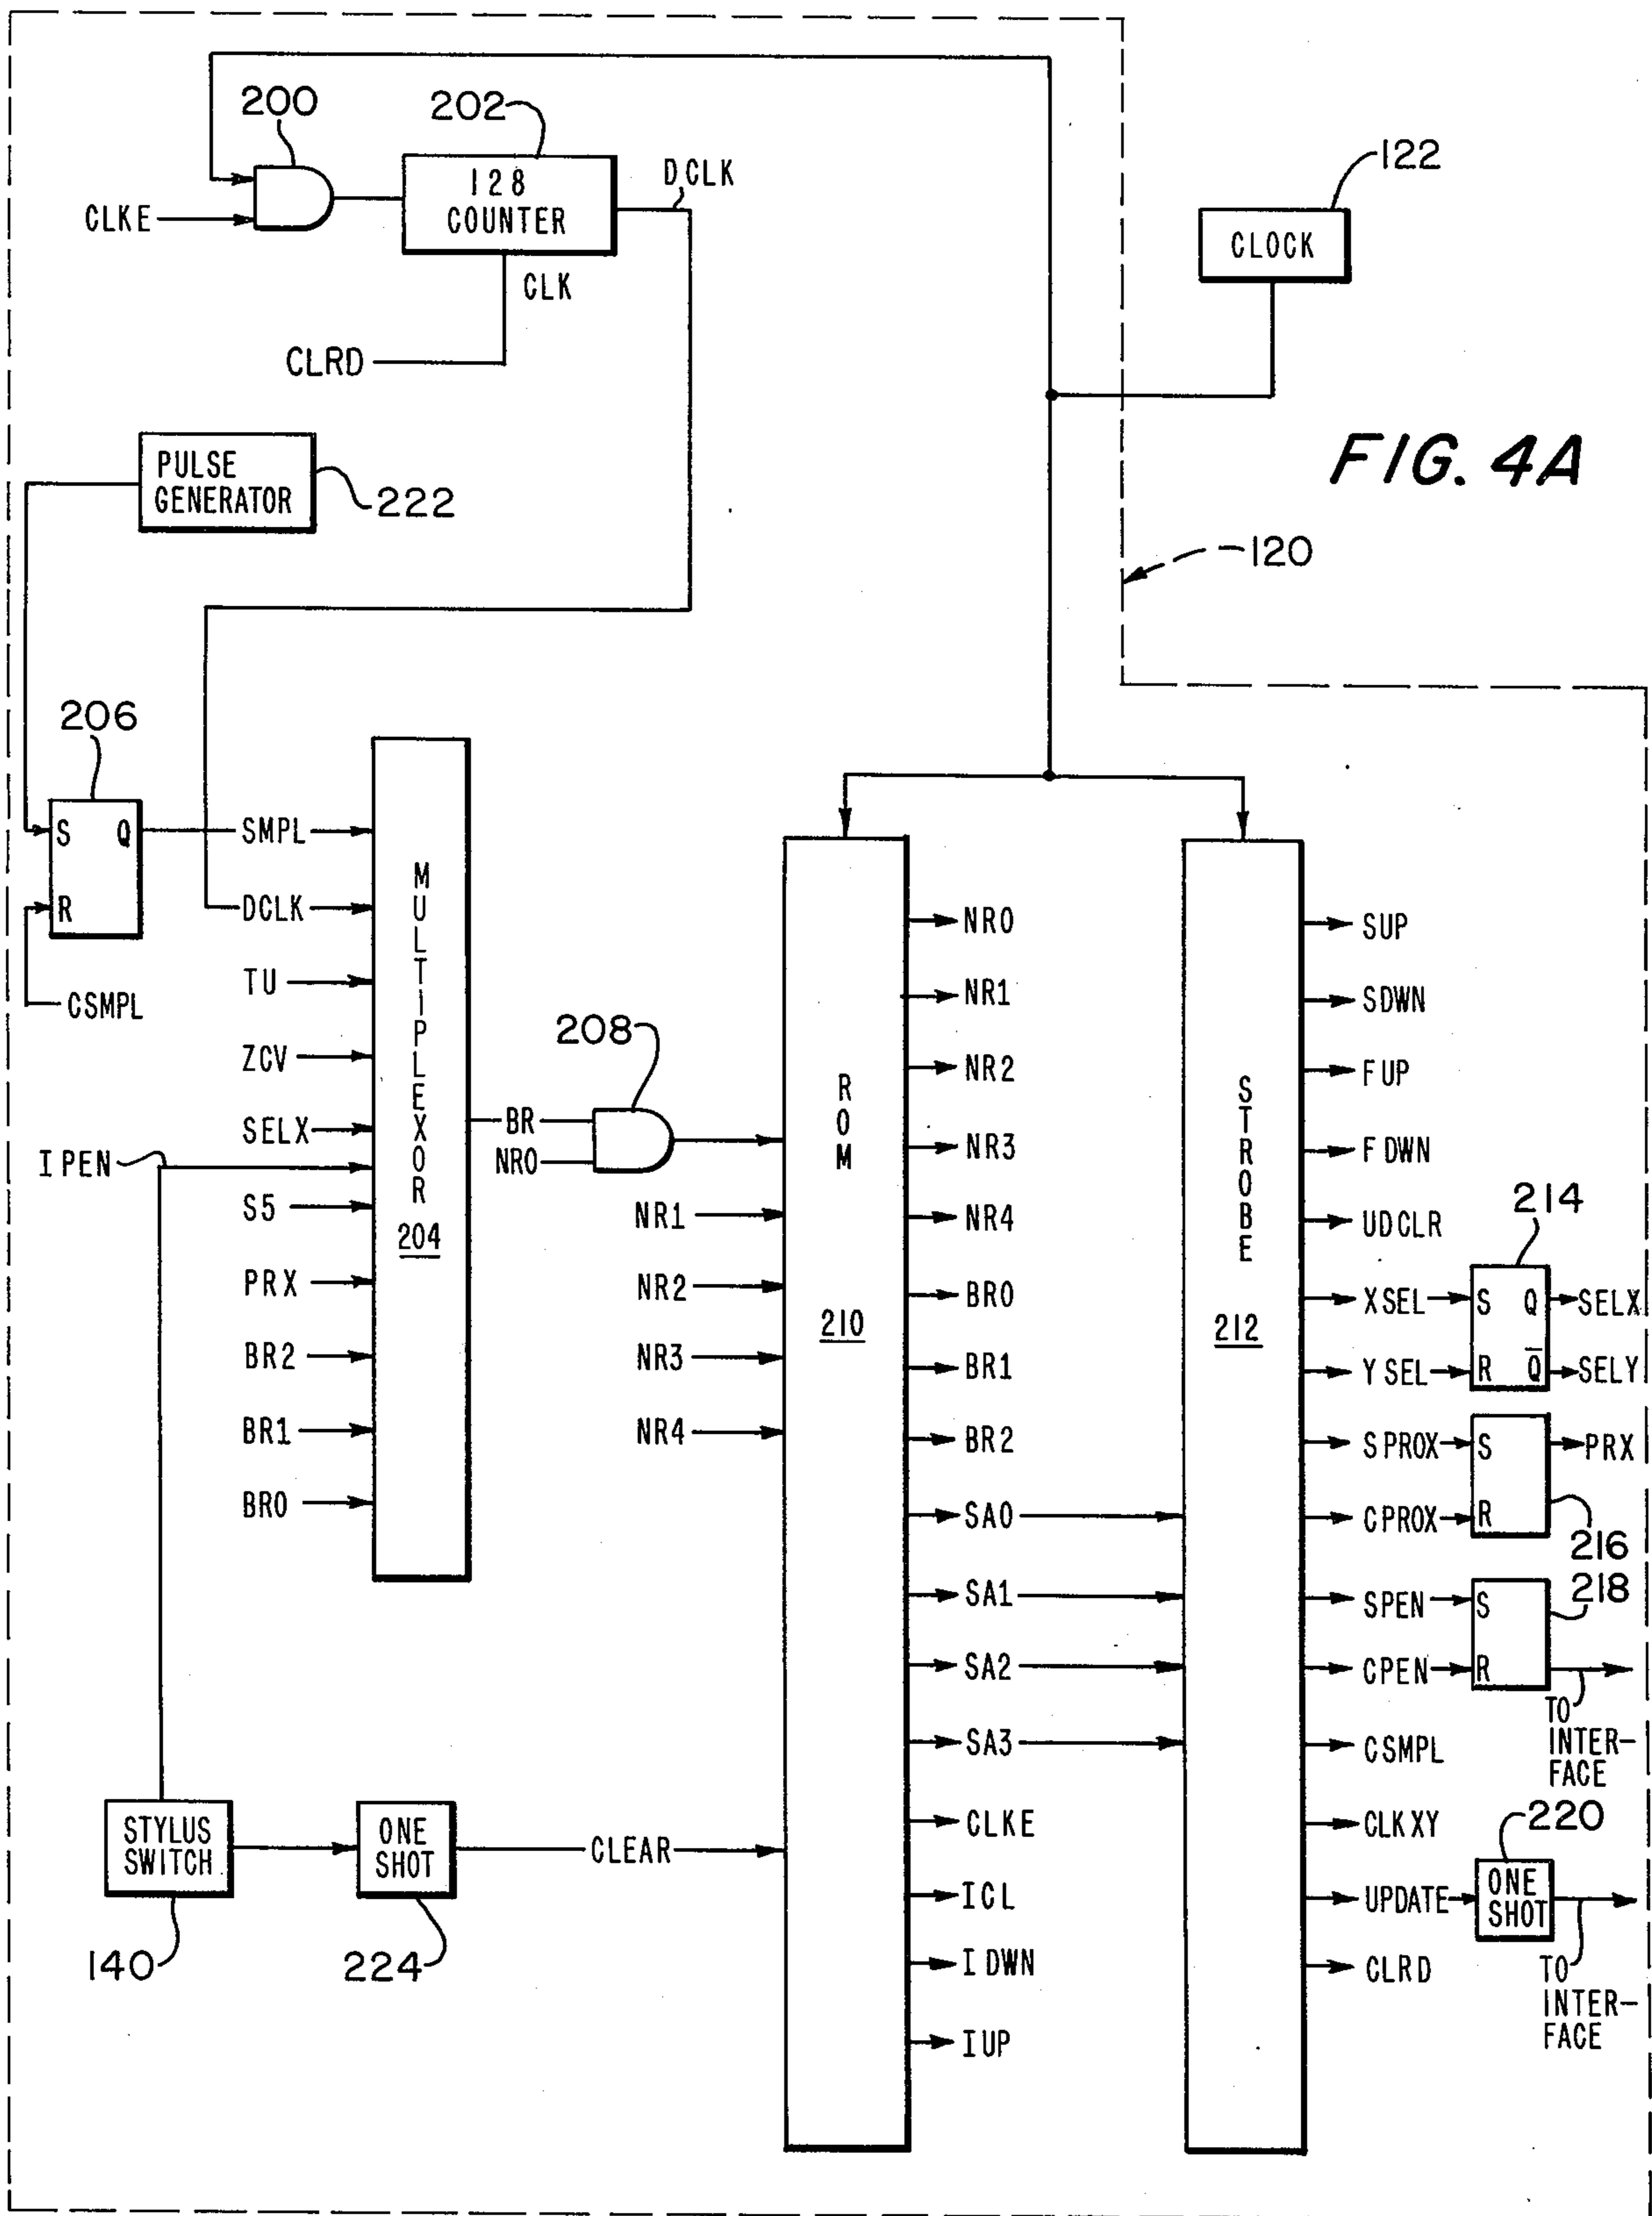 200
202
122
128
COUNTER
DCLK
CLKE
CLOCK
CLK
CLRD
FIG. 4A
PULSE
GENERATOR
222
120
206
S Q
R
SMPL
DCLK
CSMPL
TU
ZCV
SELX
IPEN
S5
PRX
BR2
BR1
BR0
MULTIPLEXOR
204
208
BR
NR0
NR1
NR2
NR3
NR4
ROM
210
NR0
NR1
NR2
NR3
NR4
BR0
BR1
BR2
SA0
SA1
SA2
SA3
CLKE
ICL
IDWN
IUP
STROBE
212
SUP
SDWN
FUP
FDWN
UDCLR
214
XSEL S Q SELX
YSEL R Q̅ SELY
SPROX S PRX
CPROX R
216
218
SPEN S
CPEN R
TO
INTER-
FACE
CSMPL
CLKXY
220
UPDATE
ONE
SHOT
CLRD
TO
INTER-
FACE
STYLUS
SWITCH
140
ONE
SHOT
224
CLEAR